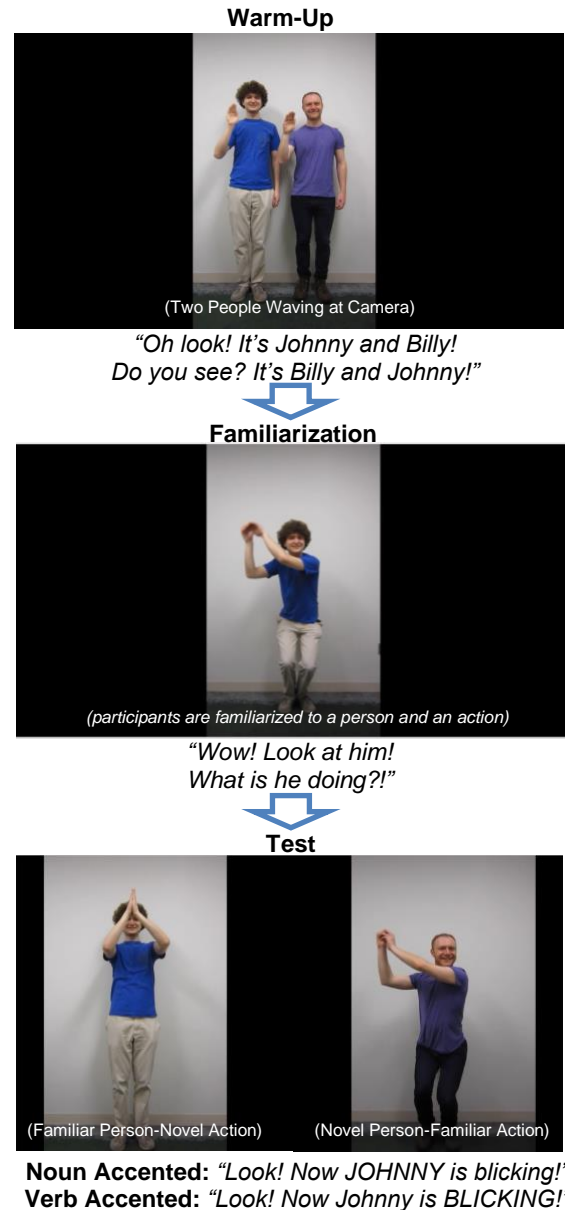 Warm-Up
(Two People Waving at Camera)
“Oh look! It’s Johnny and Billy!
Do you see? It’s Billy and Johnny!”
Familiarization
(participants are familiarized to a person and an action)
“Wow! Look at him!
What is he doing?!”
Test
(Familiar Person-Novel Action)
(Novel Person-Familiar Action)
Noun Accented: “Look! Now JOHNNY is blicking!”
Verb Accented: “Look! Now Johnny is BLICKING!”